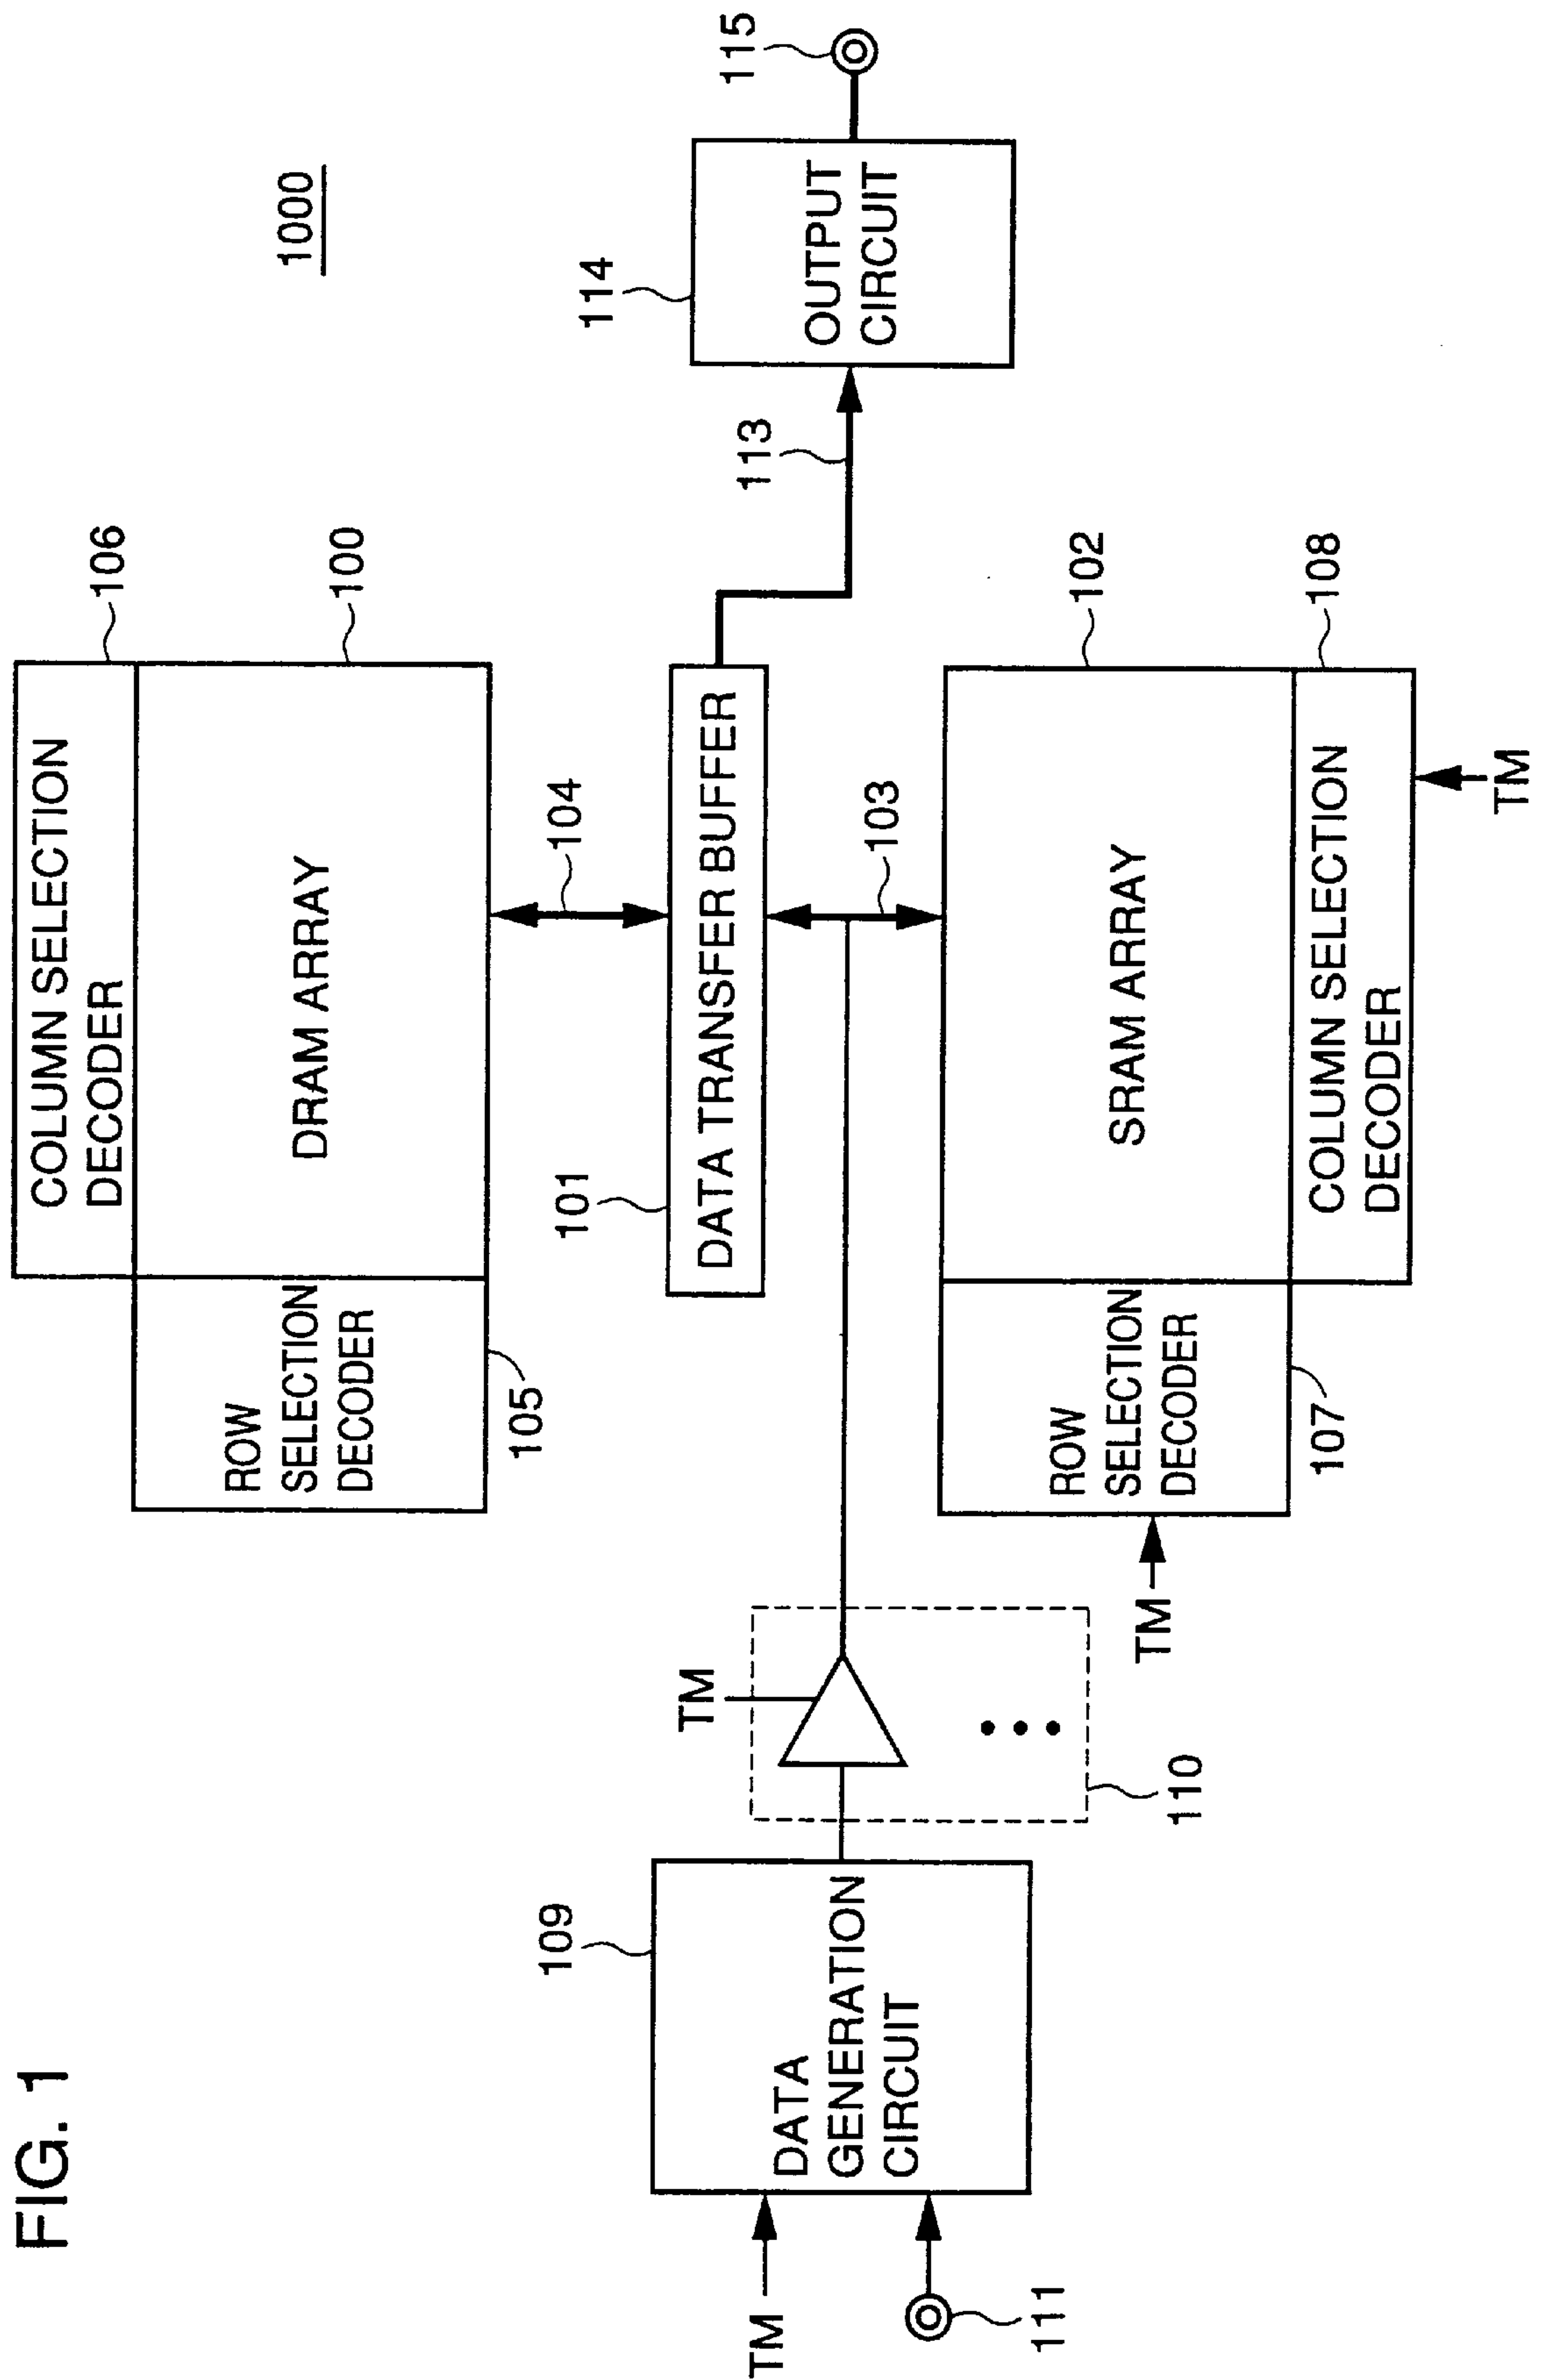 FIG. 1
1000
COLUMN SELECTION
DECODER
106
DRAM ARRAY
100
ROW
SELECTION
DECODER
105
104
101
DATA TRANSFER BUFFER
103
113
114
OUTPUT
CIRCUIT
115
109
DATA
GENERATION
CIRCUIT
TM
111
TM
110
TM
ROW
SELECTION
DECODER
107
SRAM ARRAY
102
COLUMN SELECTION
DECODER
108
TM